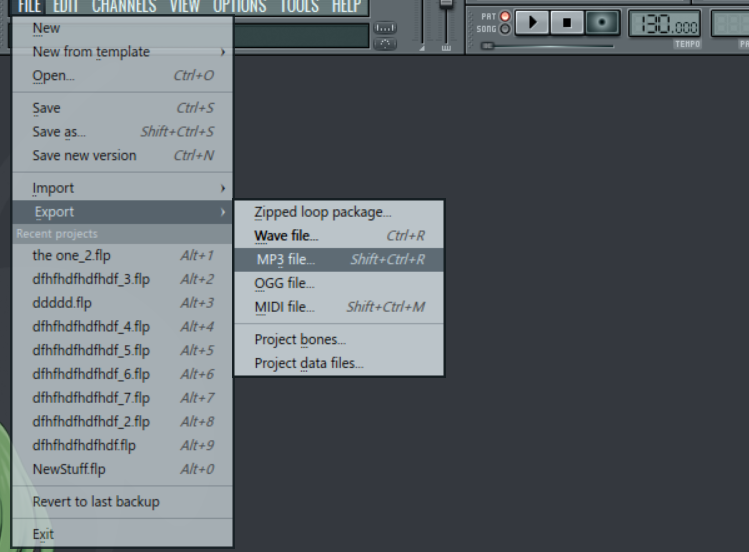 FILE EDIT CHANNELS VIEW OPTIONS TOOLS HELP
PAT
SONG
130.000
TEMPO
New
New from template
Open... Ctrl+O
Save Ctrl+S
Save as... Shift+Ctrl+S
Save new version Ctrl+N
Import
Export
Recent projects
the one_2.flp Alt+1
dfhfhdfhdfhdf_3.flp Alt+2
ddddd.flp Alt+3
dfhfhdfhdfhdf_4.flp Alt+4
dfhfhdfhdfhdf_5.flp Alt+5
dfhfhdfhdfhdf_6.flp Alt+6
dfhfhdfhdfhdf_7.flp Alt+7
dfhfhdfhdfhdf_2.flp Alt+8
dfhfhdfhdfhdf.flp Alt+9
NewStuff.flp Alt+0
Revert to last backup
Exit
Zipped loop package...
Wave file... Ctrl+R
MP3 file... Shift+Ctrl+R
OGG file...
MIDI file... Shift+Ctrl+M
Project bones...
Project data files...